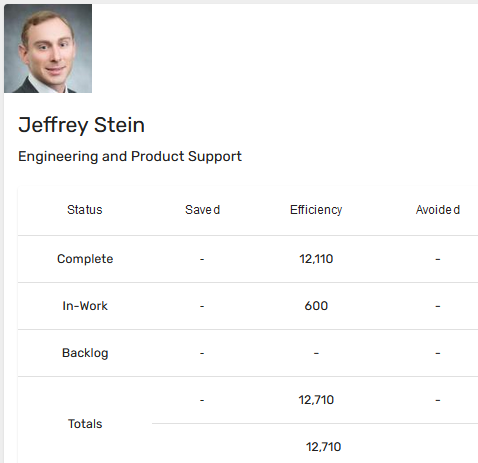 Jeffrey Stein
Engineering and Product Support
Status Saved Efficiency Avoided
Complete - 12,110 -
In-Work - 600 -
Backlog - - -
- 12,710 -
Totals
12,710